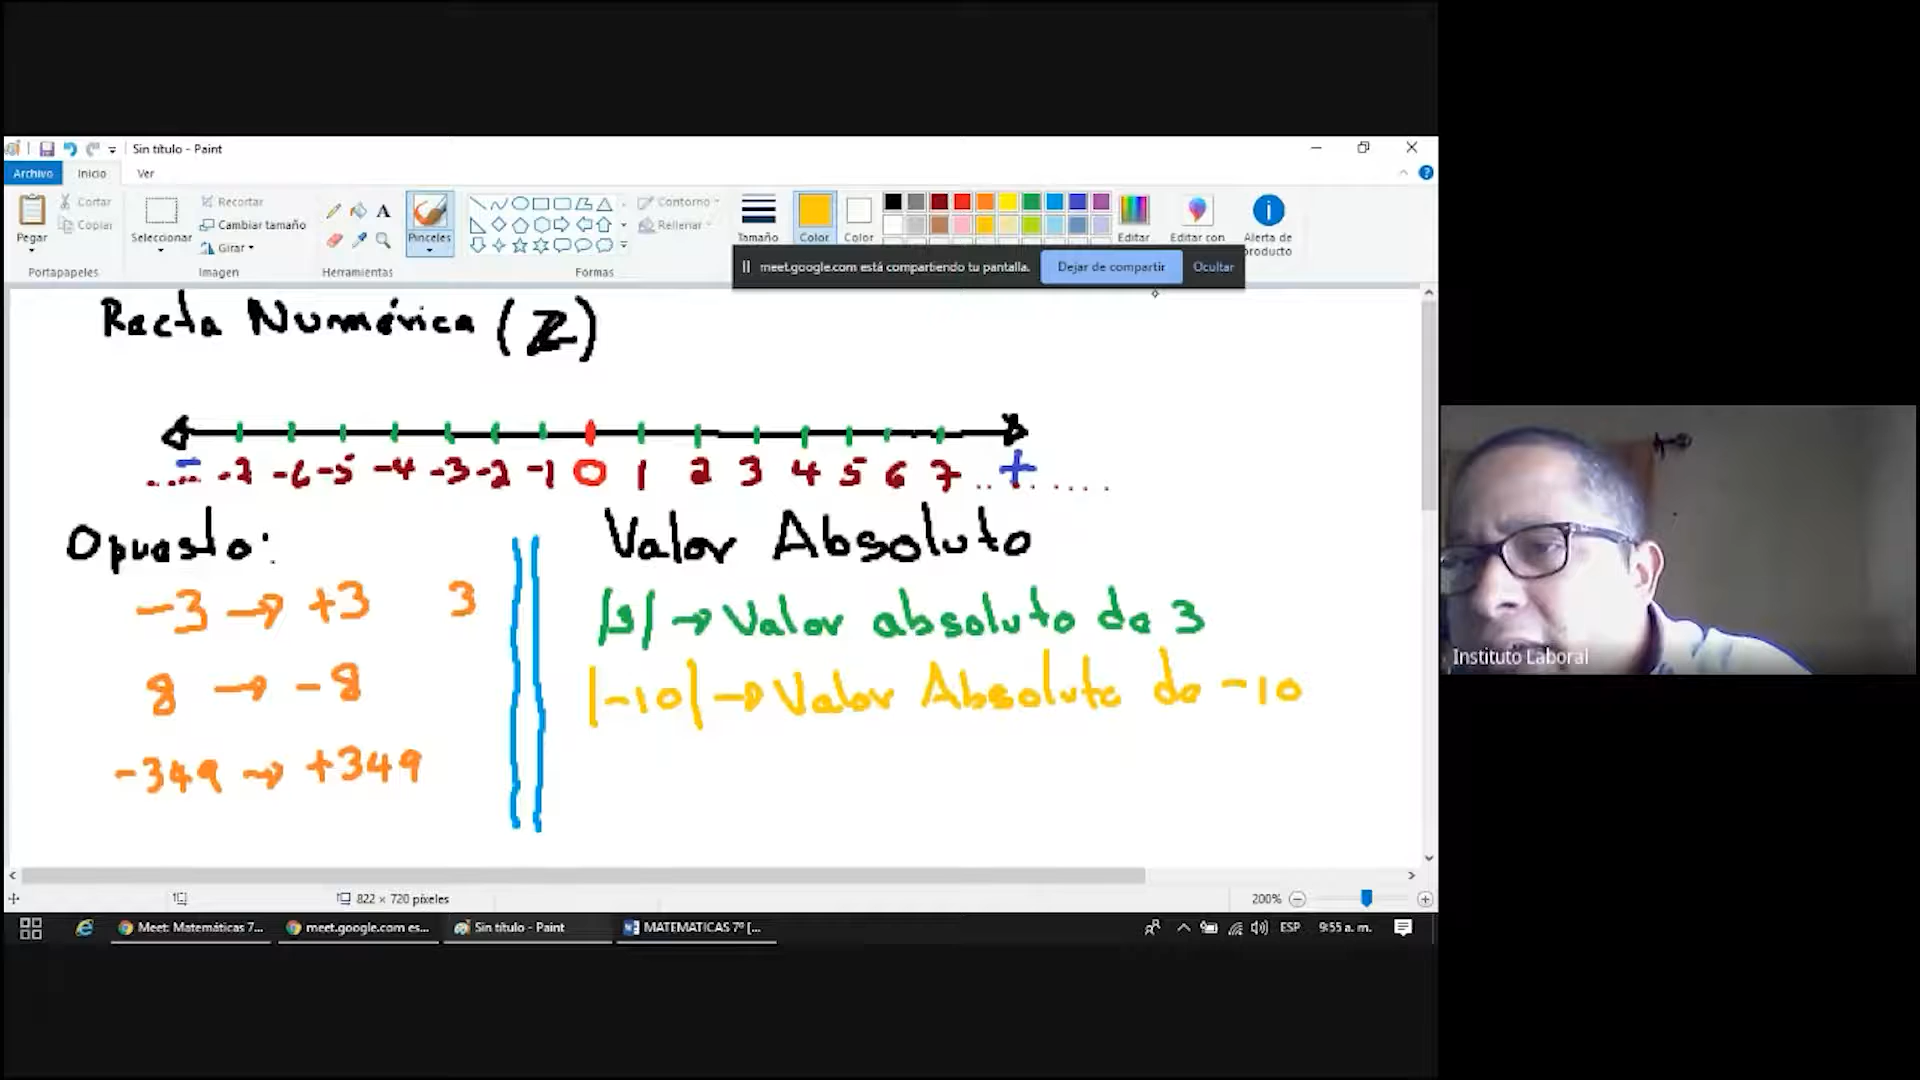 Sin título - Paint
Archivo Inicio Ver
Pegar
Cortar
Copiar
Portapapeles
Seleccionar
Recortar
Cambiar tamaño
Girar
Imagen
A
Herramientas
Pinceles
Contorno
Rellenar
Formas
Tamaño
Color
Color
Editar
Editar con
Alerta de
producto
meet.google.com está compartiendo tu pantalla. Dejar de compartir Ocultar
Recta Numérica (Z)
...- -7 -6 -5 -4 -3 -2 -1 0 1 2 3 4 5 6 7 .. + ....
Opuesto:
-3 → +3 3
8 → -8
-349 → +349
Valor Absoluto
|3| → Valor absoluto de 3
|-10| → Valor Absoluto de -10
Instituto Laboral
822 × 720 píxeles 200%
Meet: Matemáticas 7... meet.google.com es... Sin título - Paint MATEMATICAS 7º [... ESP 9:55 a. m.